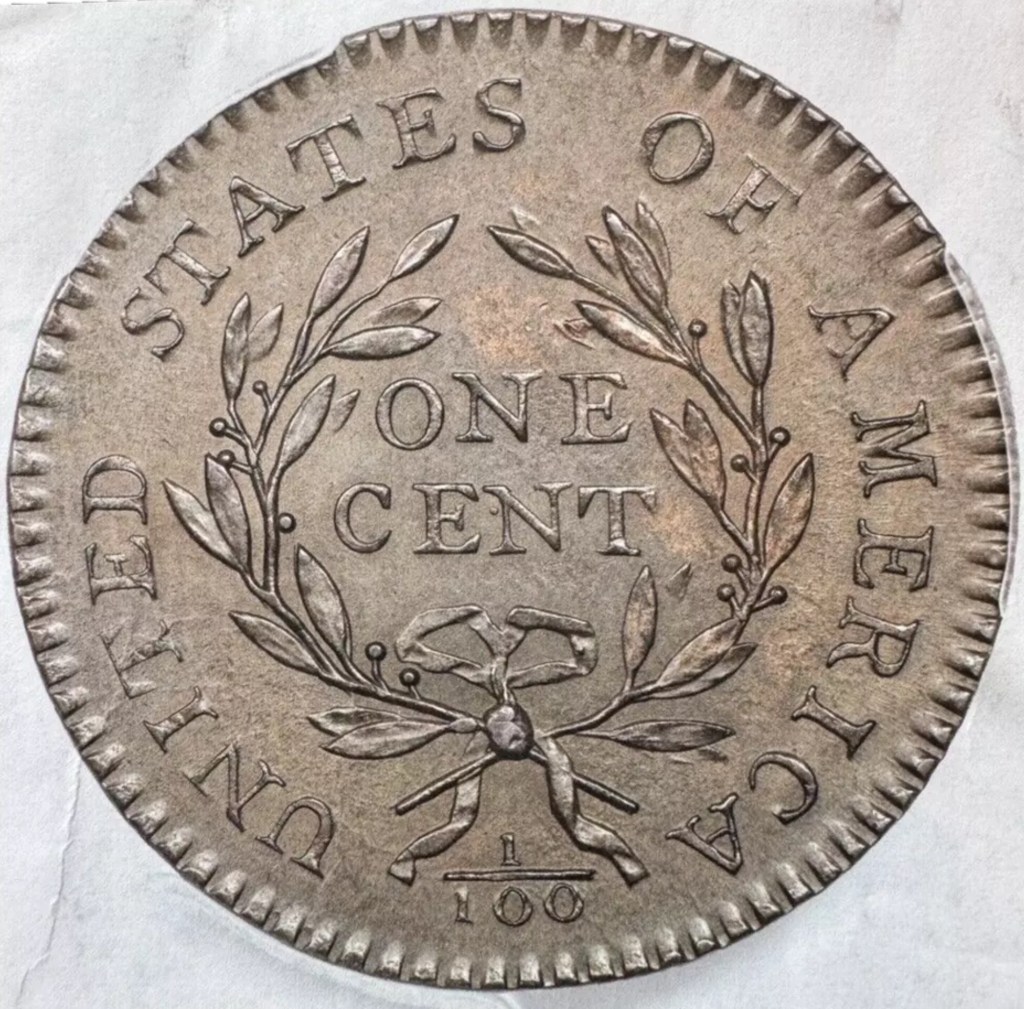 UNITED STATES OF AMERICA
ONE
CENT
1
100